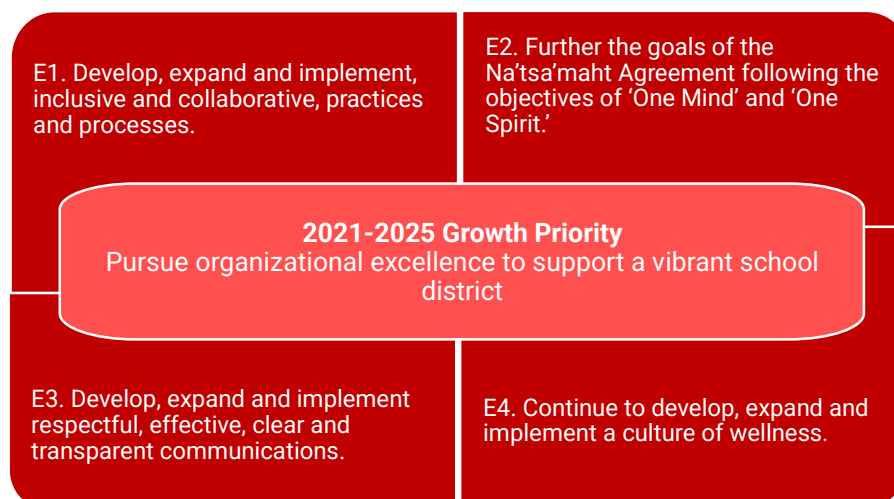 E1. Develop, expand and implement,
inclusive and collaborative, practices
and processes.
E2. Further the goals of the
Na’tsa’maht Agreement following the
objectives of ‘One Mind’ and ‘One
Spirit.’
2021-2025 Growth Priority
Pursue organizational excellence to support a vibrant school
district
E3. Develop, expand and implement
respectful, effective, clear and
transparent communications.
E4. Continue to develop, expand and
implement a culture of wellness.